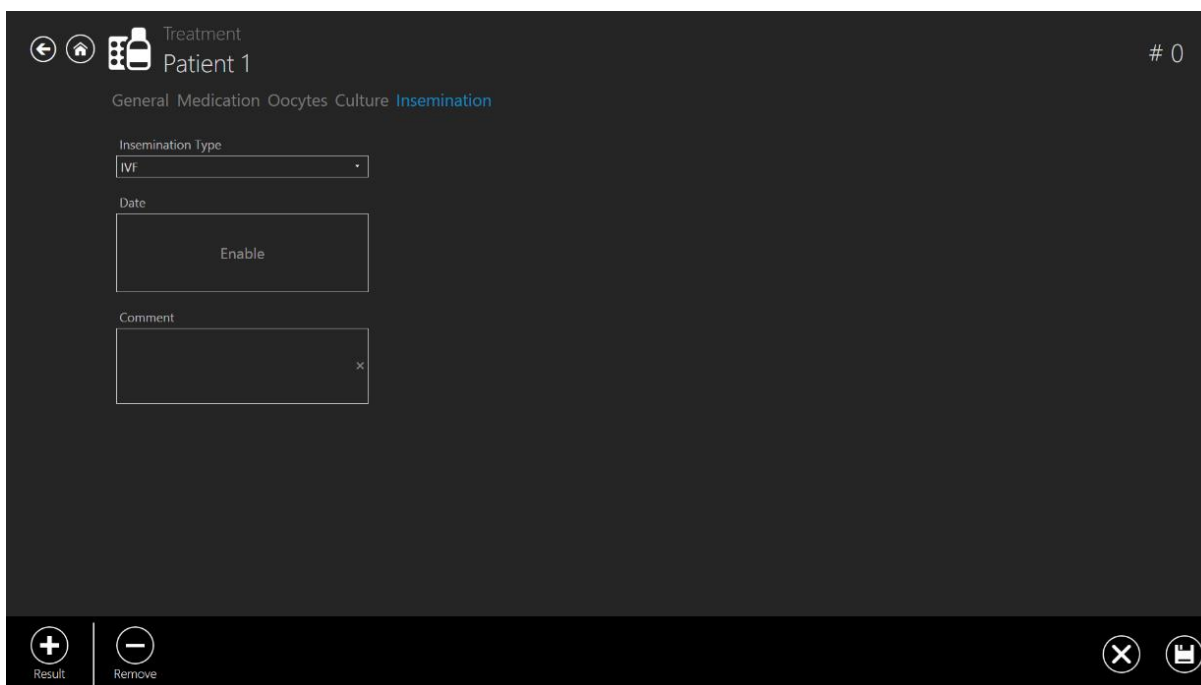 Treatment
Patient 1
# 0
General Medication Oocytes Culture Insemination
Insemination Type
IVF
Date
Enable
Comment
Result
Remove